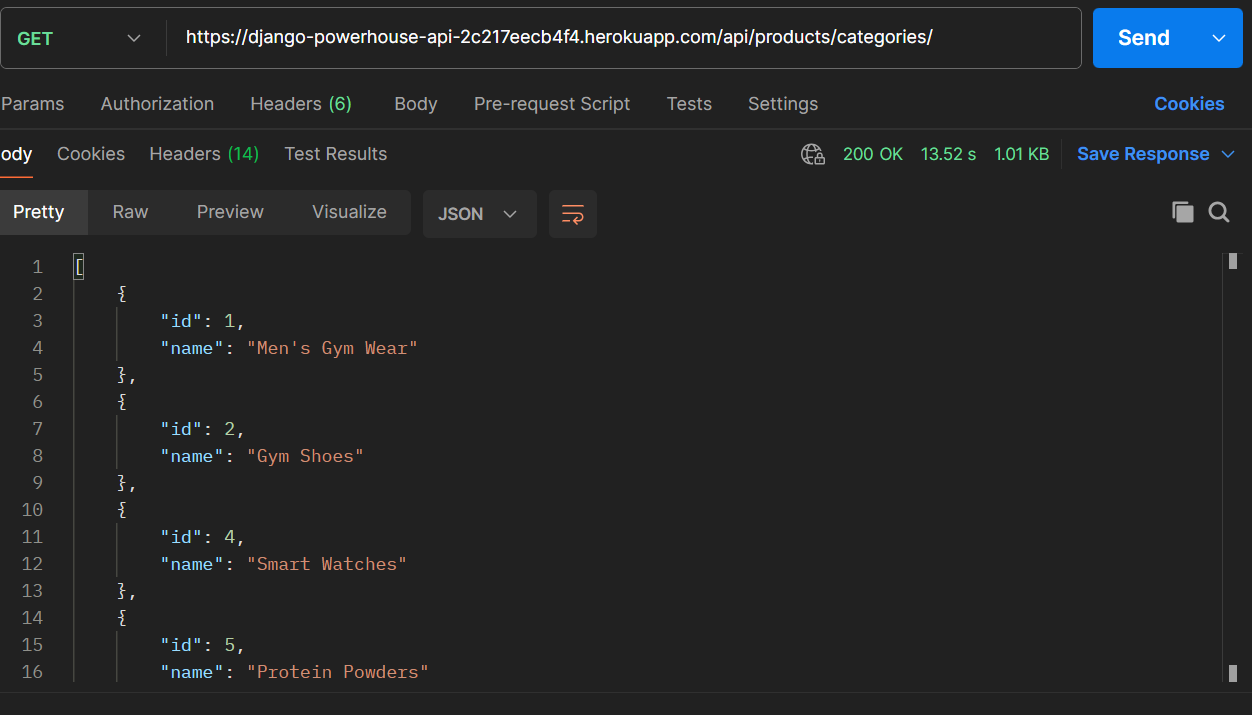 GET https://django-powerhouse-api-2c217eecb4f4.herokuapp.com/api/products/categories/ Send
Params Authorization Headers (6) Body Pre-request Script Tests Settings Cookies
ody Cookies Headers (14) Test Results 200 OK 13.52 s 1.01 KB Save Response
Pretty Raw Preview Visualize JSON
1 [
2 {
3 "id": 1,
4 "name": "Men's Gym Wear"
5 },
6 {
7 "id": 2,
8 "name": "Gym Shoes"
9 },
10 {
11 "id": 4,
12 "name": "Smart Watches"
13 },
14 {
15 "id": 5,
16 "name": "Protein Powders"